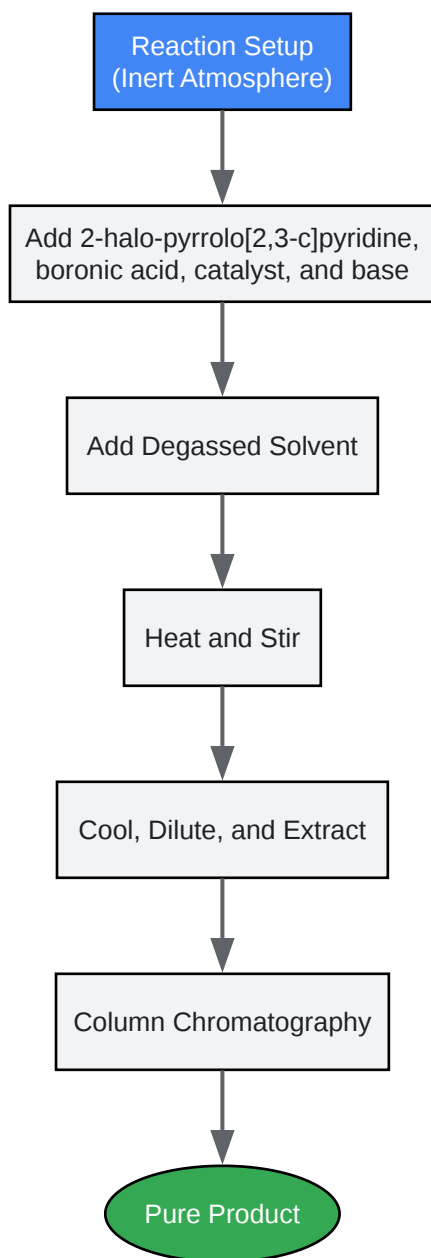 Reaction Setup
(Inert Atmosphere)
Add 2-halo-pyrrolo[2,3-c]pyridine,
boronic acid, catalyst, and base
Add Degassed Solvent
Heat and Stir
Cool, Dilute, and Extract
Column Chromatography
Pure Product